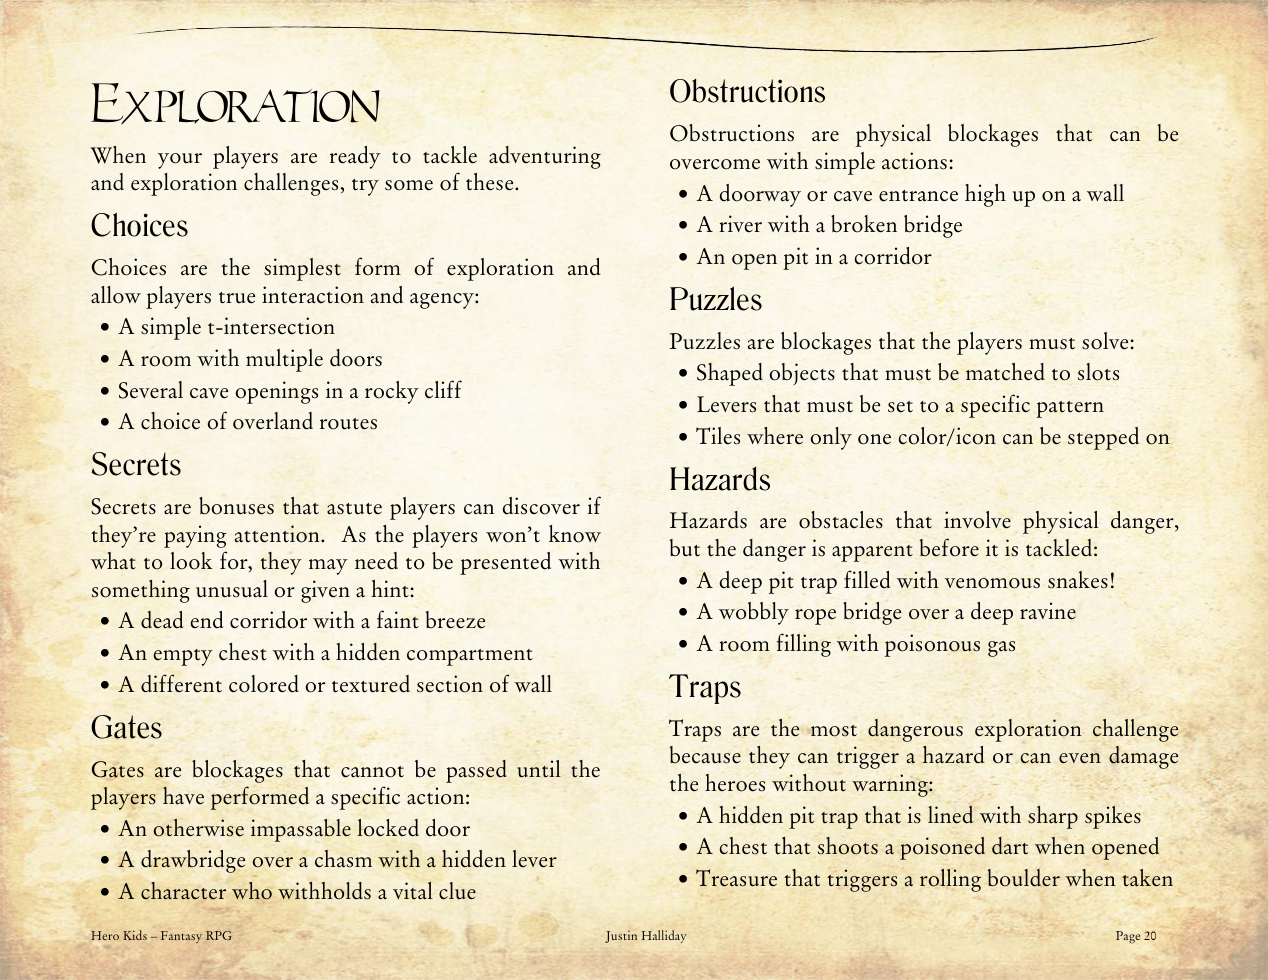 EXPLORATION
When your players are ready to tackle adventuring
and exploration challenges, try some of these.
Choices
Choices are the simplest form of exploration and
allow players true interaction and agency:
• A simple t-intersection
• A room with multiple doors
• Several cave openings in a rocky cliff
• A choice of overland routes
Secrets
Secrets are bonuses that astute players can discover if
they’re paying attention.  As the players won’t know
what to look for, they may need to be presented with
something unusual or given a hint:
• A dead end corridor with a faint breeze
• An empty chest with a hidden compartment
• A different colored or textured section of wall
Gates
Gates are blockages that cannot be passed until the
players have performed a specific action:
• An otherwise impassable locked door
• A drawbridge over a chasm with a hidden lever
• A character who withholds a vital clue
Obstructions
Obstructions are physical blockages that can be
overcome with simple actions:
• A doorway or cave entrance high up on a wall
• A river with a broken bridge
• An open pit in a corridor
Puzzles
Puzzles are blockages that the players must solve:
• Shaped objects that must be matched to slots
• Levers that must be set to a specific pattern
• Tiles where only one color/icon can be stepped on
Hazards
Hazards are obstacles that involve physical danger,
but the danger is apparent before it is tackled:
• A deep pit trap filled with venomous snakes!
• A wobbly rope bridge over a deep ravine
• A room filling with poisonous gas
Traps
Traps are the most dangerous exploration challenge
because they can trigger a hazard or can even damage
the heroes without warning:
• A hidden pit trap that is lined with sharp spikes
• A chest that shoots a poisoned dart when opened
• Treasure that triggers a rolling boulder when taken
Hero Kids – Fantasy RPG
Justin Halliday
Page 20